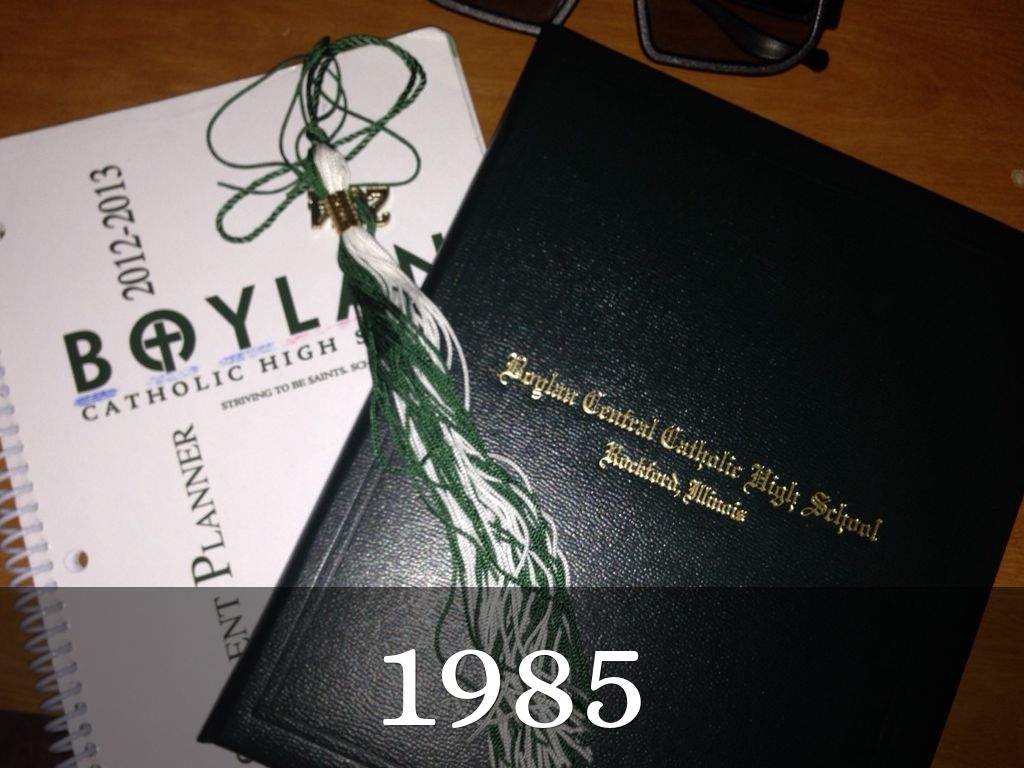 2012-2013
BOYLAN
CATHOLIC HIGH
STRIVING TO BE SAINTS.
PLANNER
Boylan Central Catholic High School
Rockford, Illinois
1985